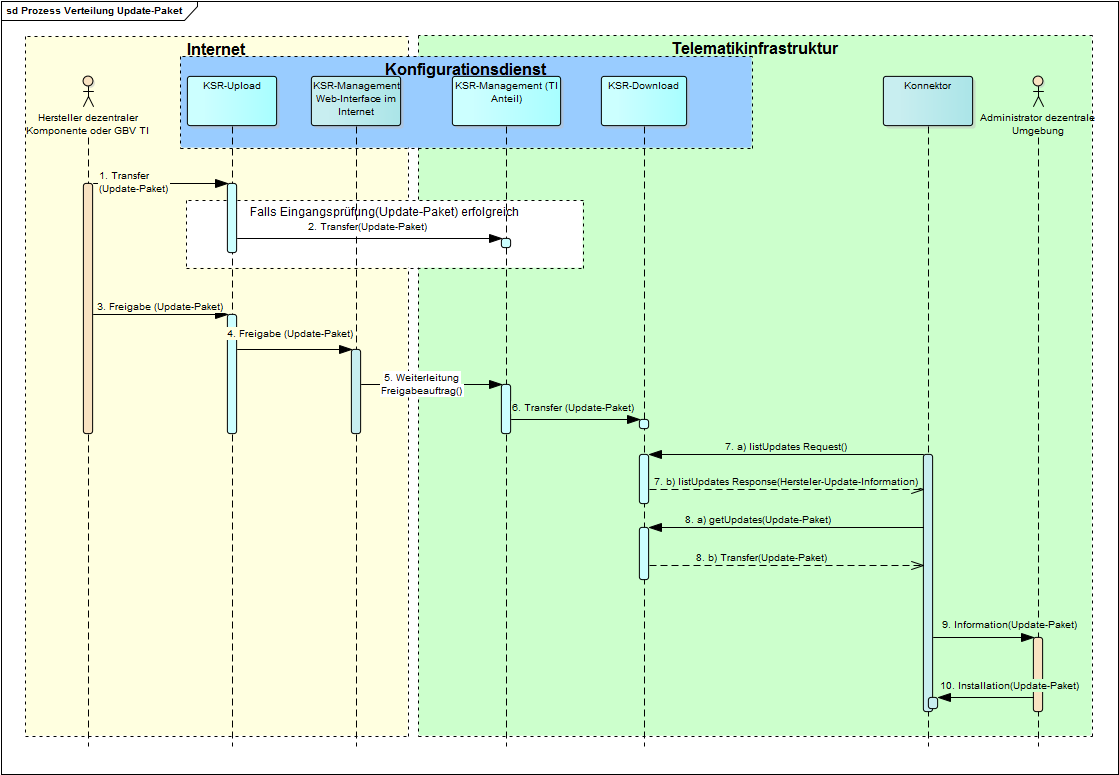 sd Prozess Verteilung Update-Paket
Internet
Telematikinfrastruktur
Konfigurationsdienst
KSR-Upload
KSR-Management
Web-Interface im
Internet
KSR-Management (TI
Anteil)
KSR-Download
Konnektor
Hersteller dezentraler
Komponente oder GBV TI
Administrator dezentrale
Umgebung
1. Transfer
(Update-Paket)
Falls Eingangsprüfung(Update-Paket) erfolgreich
2. Transfer(Update-Paket)
3. Freigabe (Update-Paket)
4. Freigabe (Update-Paket)
5. Weiterleitung
Freigabeauftrag()
6. Transfer (Update-Paket)
7. a) listUpdates Request()
7. b) listUpdates Response(Hersteler-Update-Information)
8. a) getUpdates(Update-Paket)
8. b) Transfer(Update-Paket)
9. Information(Update-Paket)
10. Installation(Update-Paket)